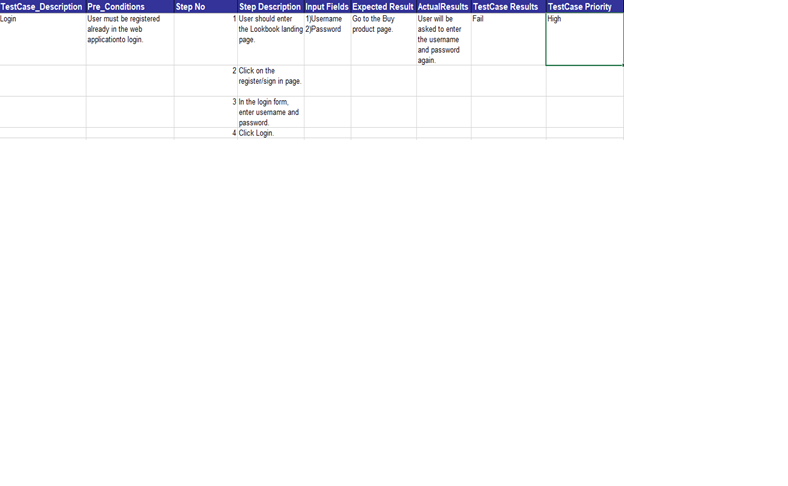 TestCase_Description Pre_Conditions Step No Step Description Input Fields Expected Result ActualResults TestCase Results TestCase Priority
Login User must be registered 1 User should enter 1)Username Go to the Buy User will be Fail High
already in the web the Lookbook landing 2)Password product page. asked to enter
applicationto login. page. the username
and password
again.
2 Click on the
register/sign in page.
3 In the login form,
enter username and
password.
4 Click Login.